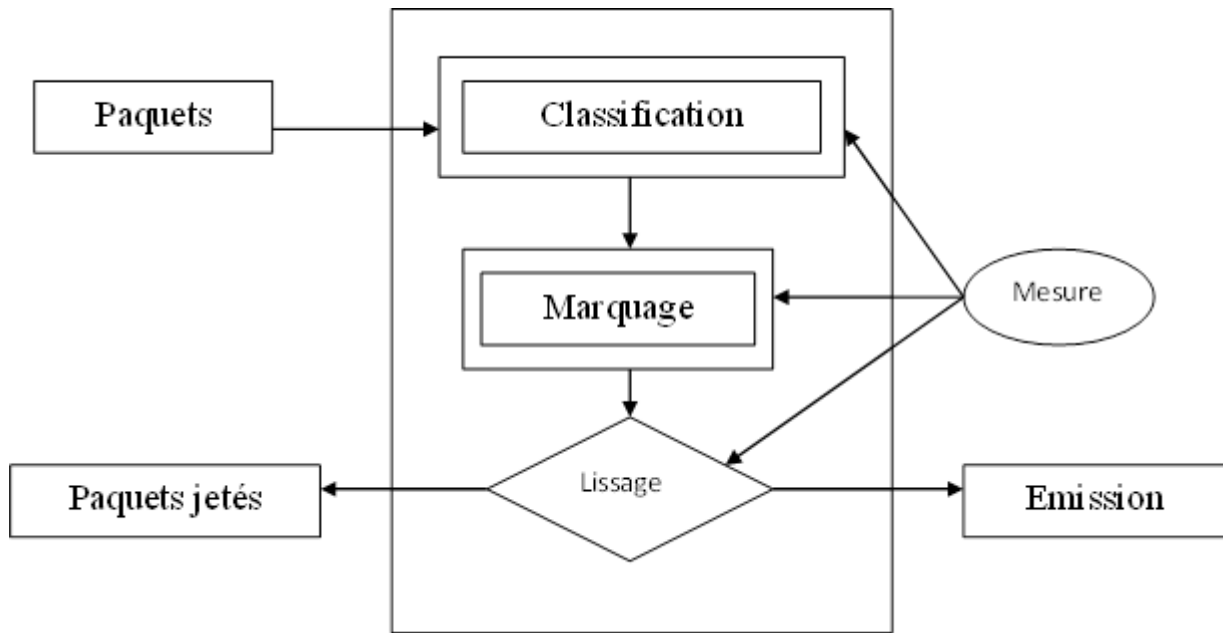 Paquets
Classification
Marquage
Mesure
Lissage
Paquets jetés
Emission